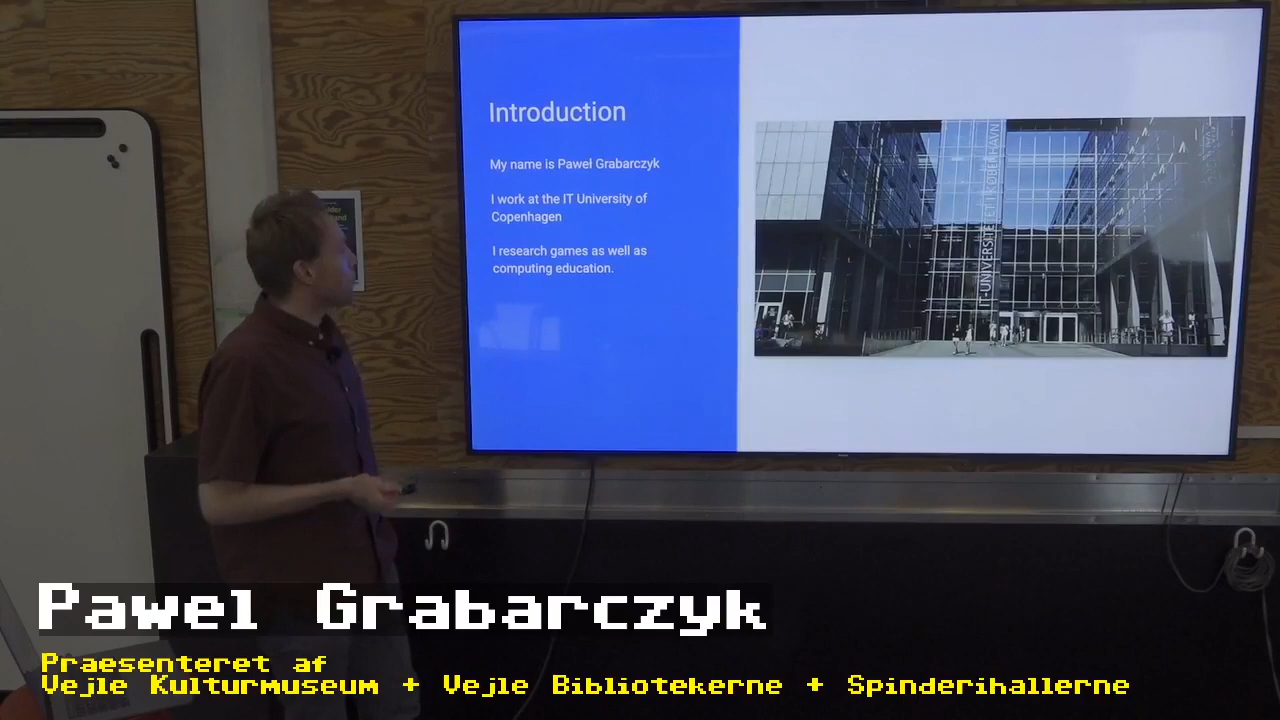 Introduction
My name is Paweł Grabarczyk
I work at the IT University of
Copenhagen
I research games as well as
computing education.
IT-UNIVERSITETET I KØBENHAVN
Pawel Grabarczyk
Praesenteret af
Vejle Kulturmuseum + Vejle Bibliotekerne + Spinderihallerne